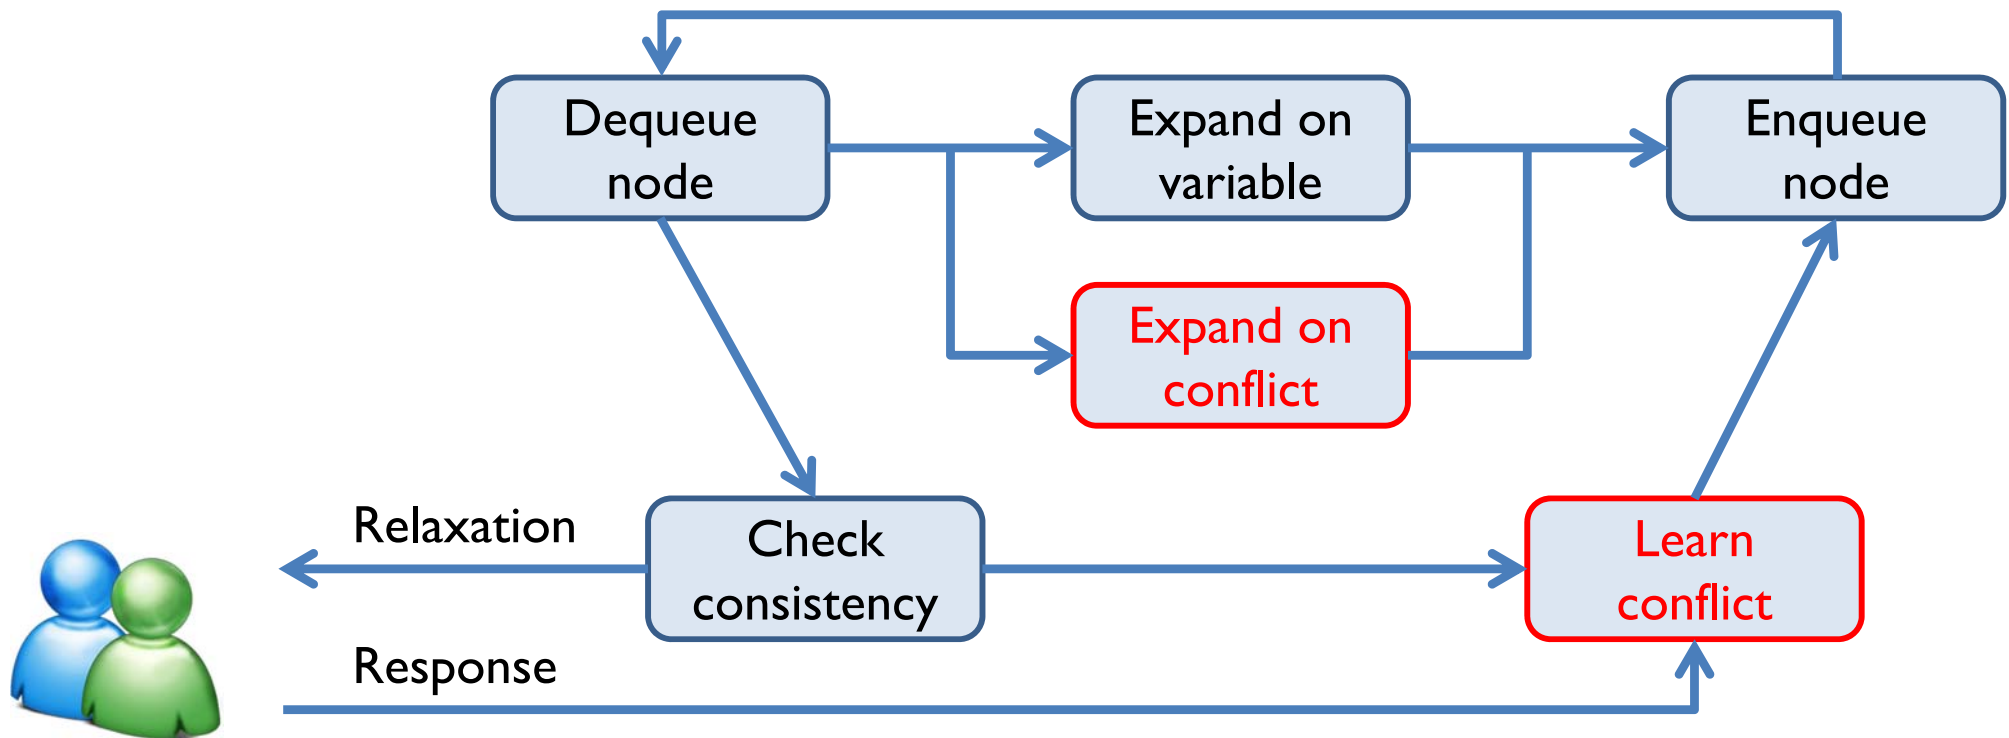 Dequeue
node
Expand on
variable
Enqueue
node
Expand on
conflict
Relaxation
Check
consistency
Learn
conflict
Response